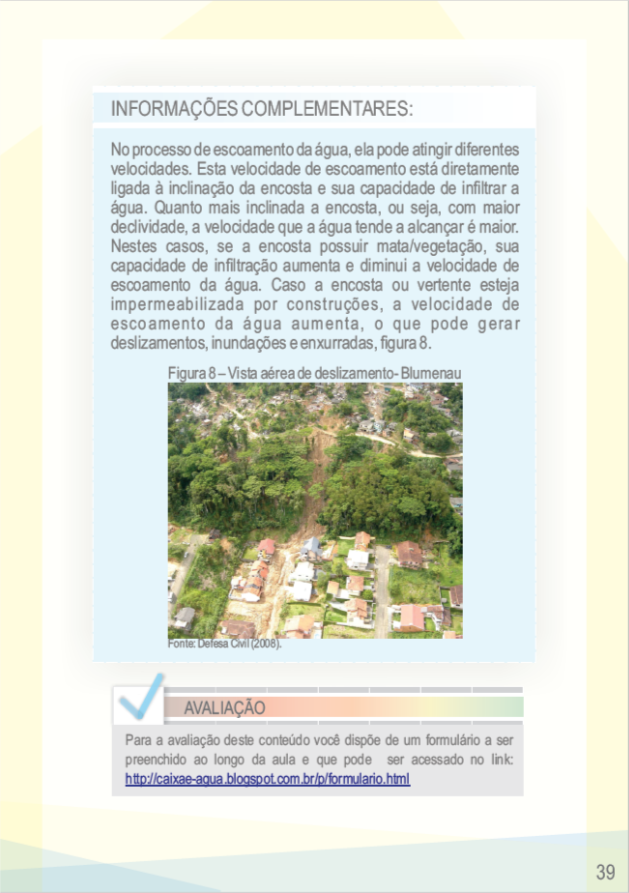 INFORMAÇÕES COMPLEMENTARES:
No processo de escoamento da água, ela pode atingir diferentes
velocidades. Esta velocidade de escoamento está diretamente
ligada à inclinação da encosta e sua capacidade de infiltrar a
água. Quanto mais inclinada a encosta, ou seja, com maior
declividade, a velocidade que a água tende a alcançar é maior.
Nestes casos, se a encosta possuir mata/vegetação, sua
capacidade de infiltração aumenta e diminui a velocidade de
escoamento da água. Caso a encosta ou vertente esteja
impermeabilizada por construções, a velocidade de
escoamento da água aumenta, o que pode gerar
deslizamentos, inundações e enxurradas, figura 8.
Figura 8 – Vista aérea de deslizamento- Blumenau
Fonte: Defesa Civil (2008).
AVALIAÇÃO
Para a avaliação deste conteúdo você dispõe de um formulário a ser
preenchido ao longo da aula e que pode ser acessado no link:
http://caixae-agua.blogspot.com.br/p/formulario.html
39